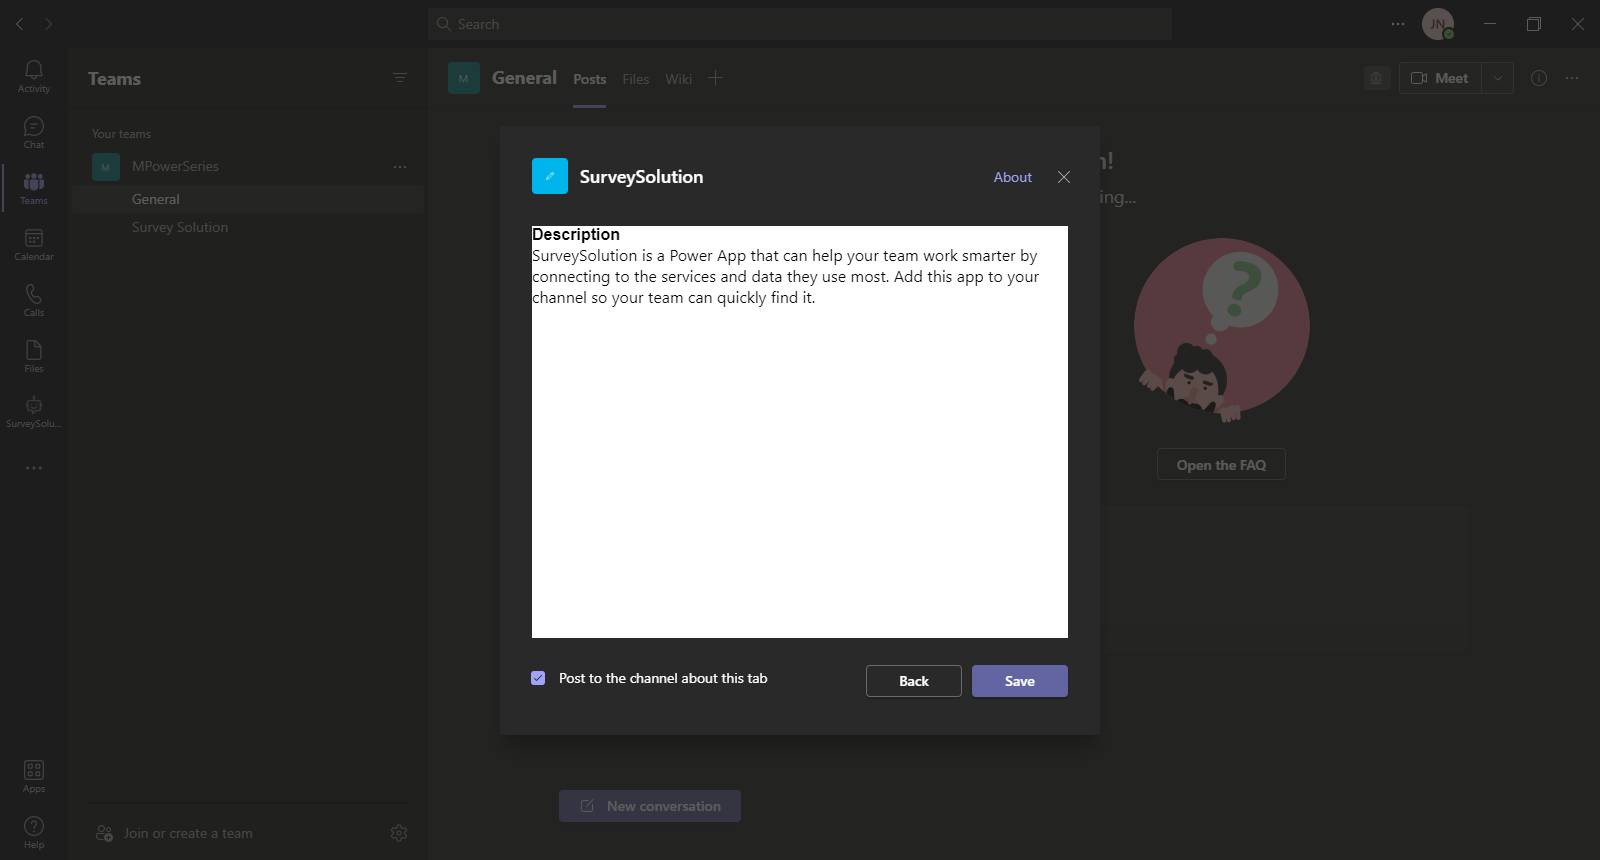 Search
JN
Activity
Chat
Teams
Calendar
Calls
Files
SurveySolu...
Apps
Help
Teams
Your teams
M
MPowerSeries
General
Survey Solution
Join or create a team
M
General
Posts
Files
Wiki
Meet
!
ing...
Open the FAQ
New conversation
SurveySolution
About
Description
SurveySolution is a Power App that can help your team work smarter by
connecting to the services and data they use most. Add this app to your
channel so your team can quickly find it.
Post to the channel about this tab
Back
Save